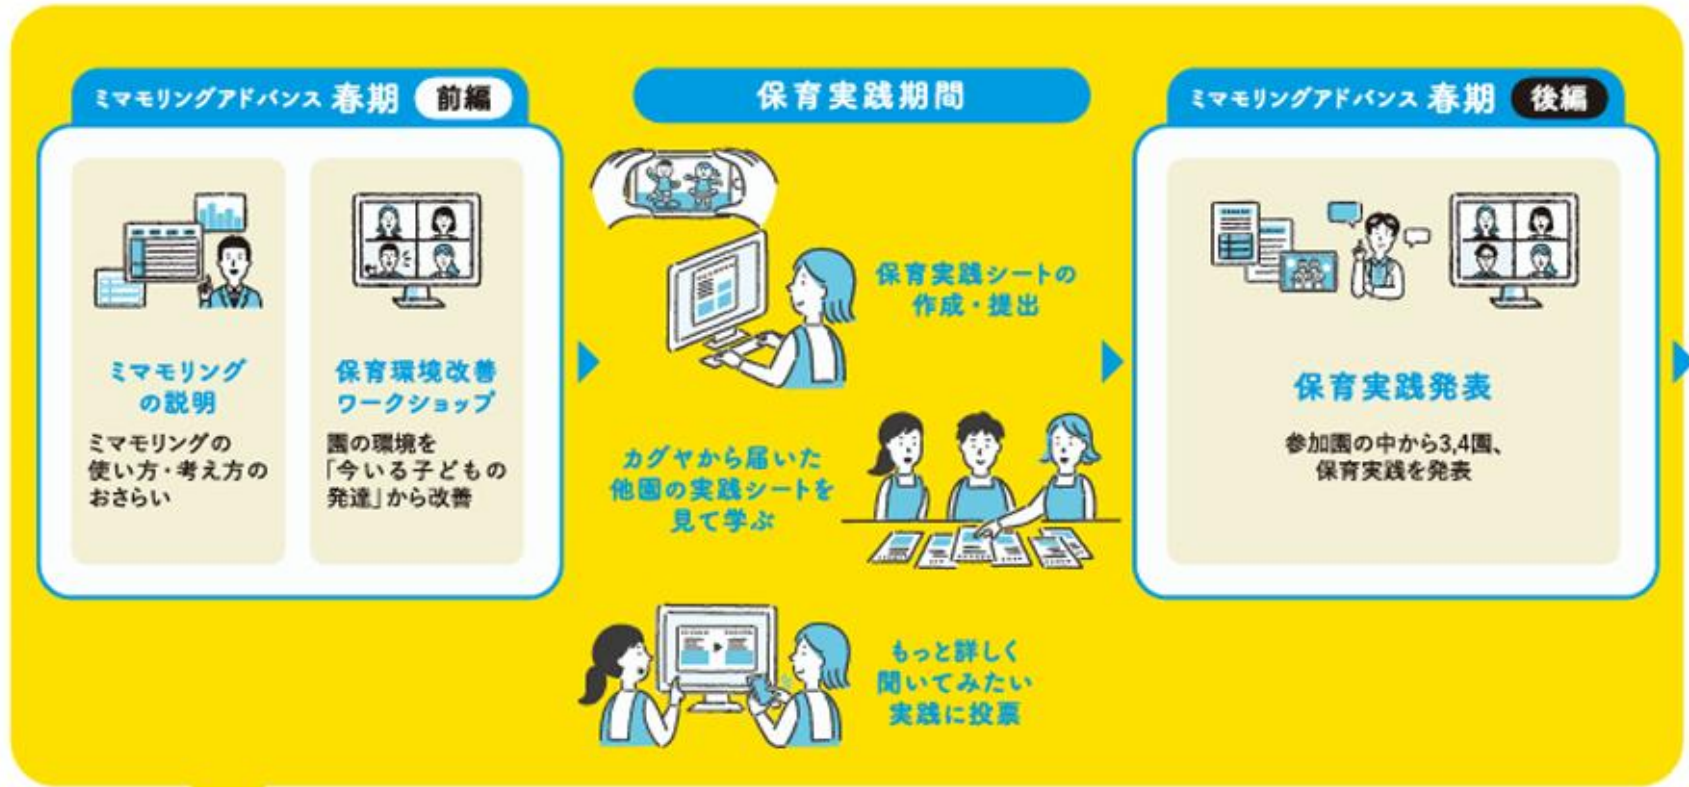 ミマモリングアドバンス 春期 前編
ミマモリング
の説明
ミマモリングの
使い方・考え方の
おさらい
保育環境改善
ワークショップ
園の環境を
「今いる子どもの
発達」から改善
保育実践期間
保育実践シートの
作成・提出
カグヤから届いた
他園の実践シートを
見て学ぶ
もっと詳しく
聞いてみたい
実践に投票
ミマモリングアドバンス 春期 後編
保育実践発表
参加園の中から3,4園、
保育実践を発表